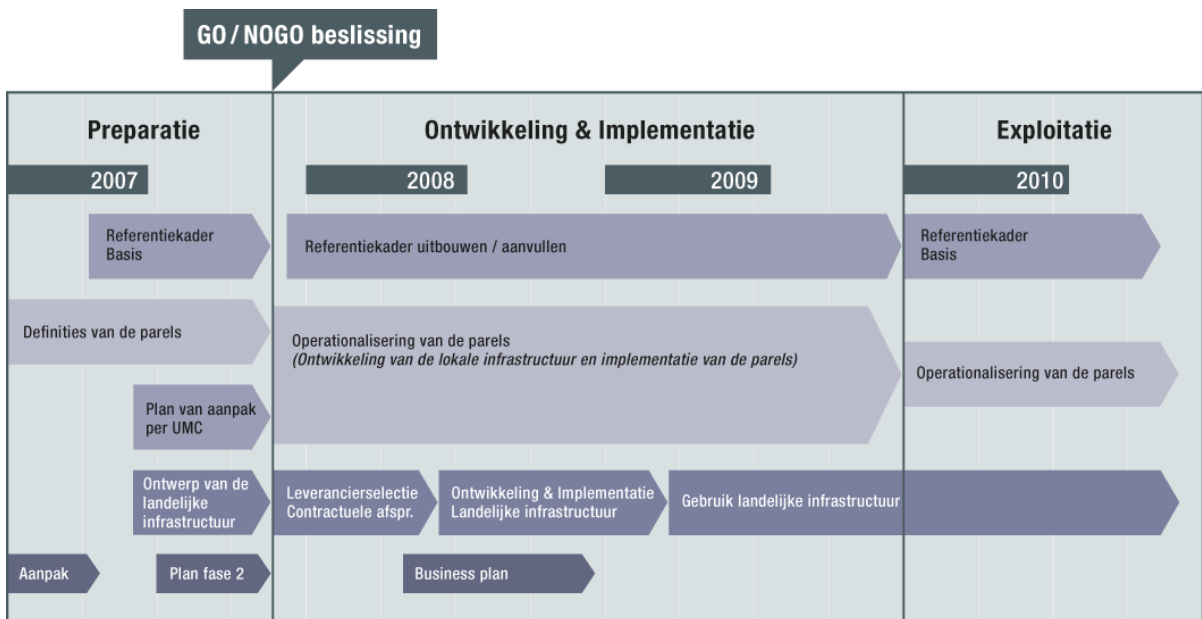 GO / NOGO beslissing
Preparatie
Ontwikkeling & Implementatie
Exploitatie
2007
2008
2009
2010
Referentiekader
Basis
Referentiekader uitbouwen / aanvullen
Referentiekader
Basis
Definities van de parels
Operationalisering van de parels
(Ontwikkeling van de lokale infrastructuur en implementatie van de parels)
Operationalisering van de parels
Plan van aanpak
per UMC
Ontwerp van de
landelijke
infrastructuur
Leverancierselectie
Contractuele afspr.
Ontwikkeling & Implementatie
Landelijke infrastructuur
Gebruik landelijke infrastructuur
Aanpak
Plan fase 2
Business plan